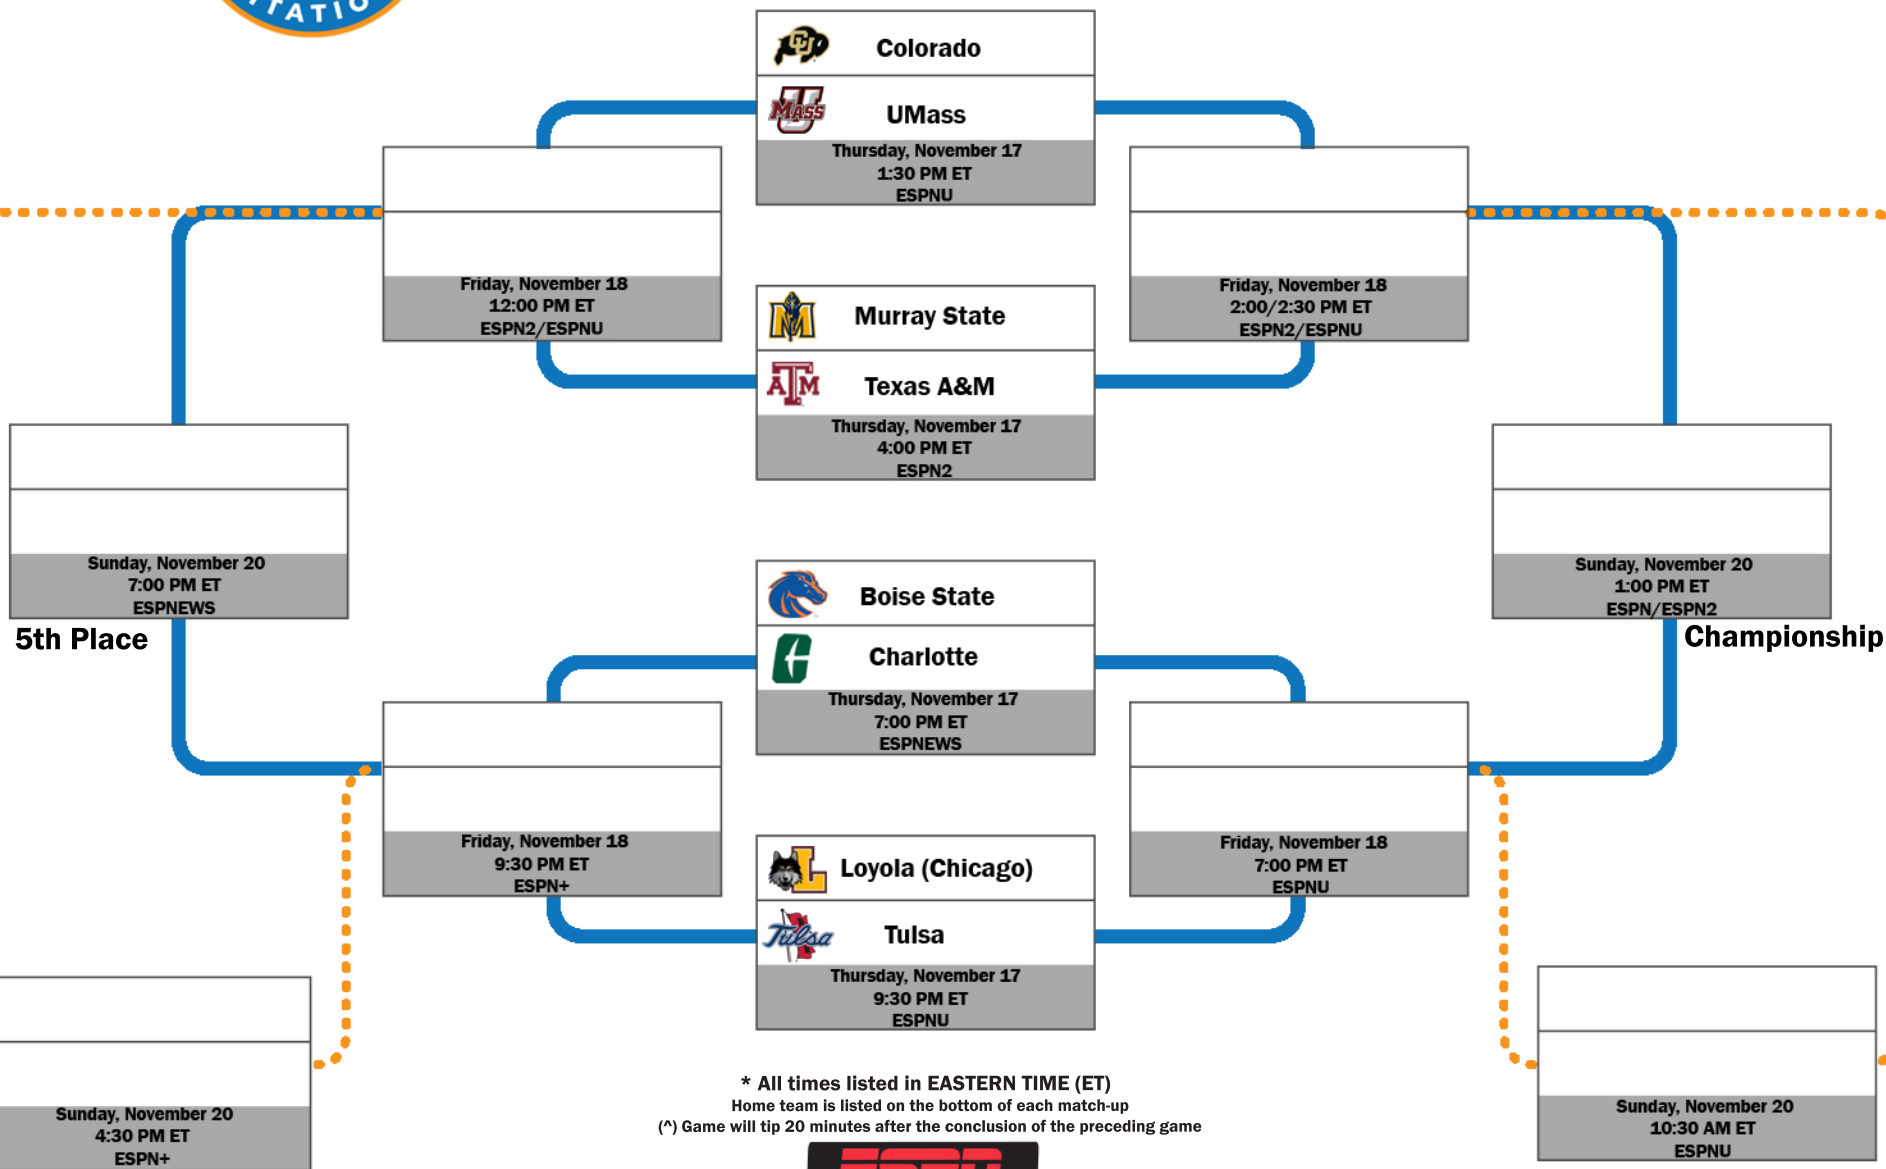 TATIO
Colorado
MASS
UMass
Thursday, November 17
1:30 PM ET
ESPNU
Friday, November 18
12:00 PM ET
ESPN2/ESPNU
Friday, November 18
2:00/2:30 PM ET
ESPN2/ESPNU
Murray State
ATM
Texas A&M
Thursday, November 17
4:00 PM ET
ESPN2
Sunday, November 20
7:00 PM ET
ESPNEWS
5th Place
Sunday, November 20
1:00 PM ET
ESPN/ESPN2
Championship
Boise State
Charlotte
Thursday, November 17
7:00 PM ET
ESPNEWS
Friday, November 18
9:30 PM ET
ESPN+
Friday, November 18
7:00 PM ET
ESPNU
Loyola (Chicago)
Tulsa
Tulsa
Thursday, November 17
9:30 PM ET
ESPNU
Sunday, November 20
4:30 PM ET
ESPN+
Sunday, November 20
10:30 AM ET
ESPNU
* All times listed in EASTERN TIME (ET)
Home team is listed on the bottom of each match-up
(^) Game will tip 20 minutes after the conclusion of the preceding game
ESPN